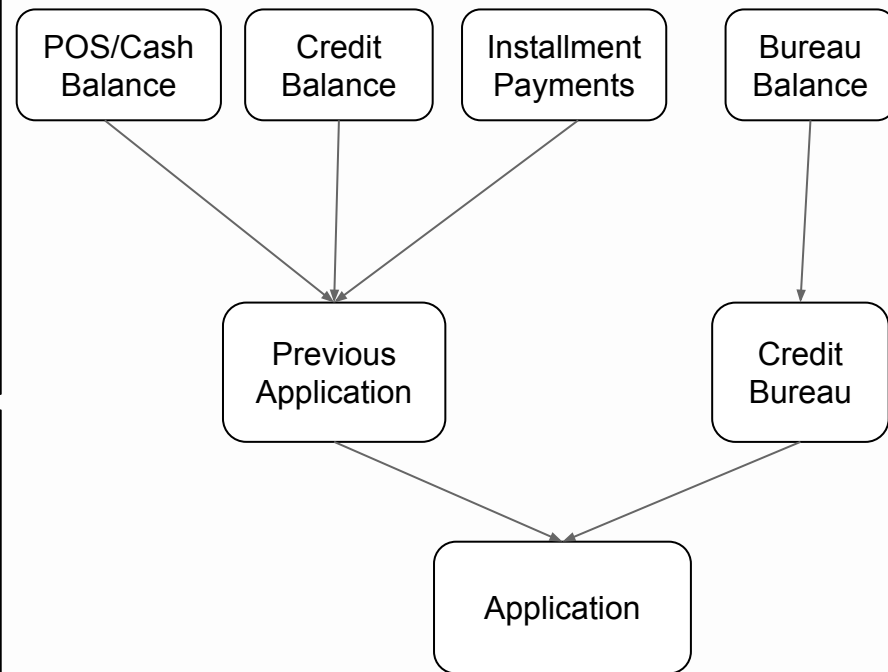 POS/Cash
Balance
Credit
Balance
Installment
Payments
Bureau
Balance
Previous
Application
Credit
Bureau
Application